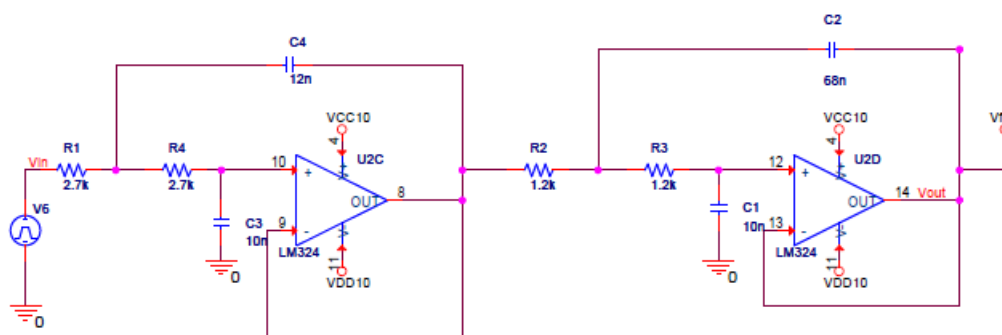 C4
12n
C2
68n
VCC10
4
U2C
V+
VCC10
4
U2D
V+
Vin
R1
2.7k
R4
2.7k
10
+
OUT
8
R2
1.2k
R3
1.2k
12
+
OUT
14
Vout
V6
C3
10n
9
-
V-
LM324
11
VDD10
C1
10n
13
-
V-
LM324
11
VDD10
0
0
0